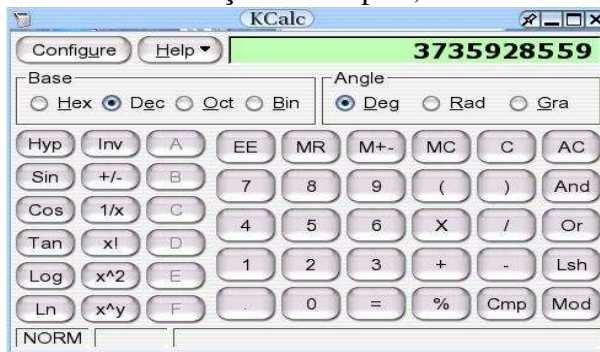 KCalc
Configure Help 3735928559
Base Angle
Hex Dec Oct Bin Deg Rad Gra
Hyp Inv A EE MR M+- MC C AC
Sin +/- B 7 8 9 ( ) And
Cos 1/x C 4 5 6 X / Or
Tan x! D 1 2 3 + - Lsh
Log x^2 E . 0 = % Cmp Mod
Ln x^y F
NORM